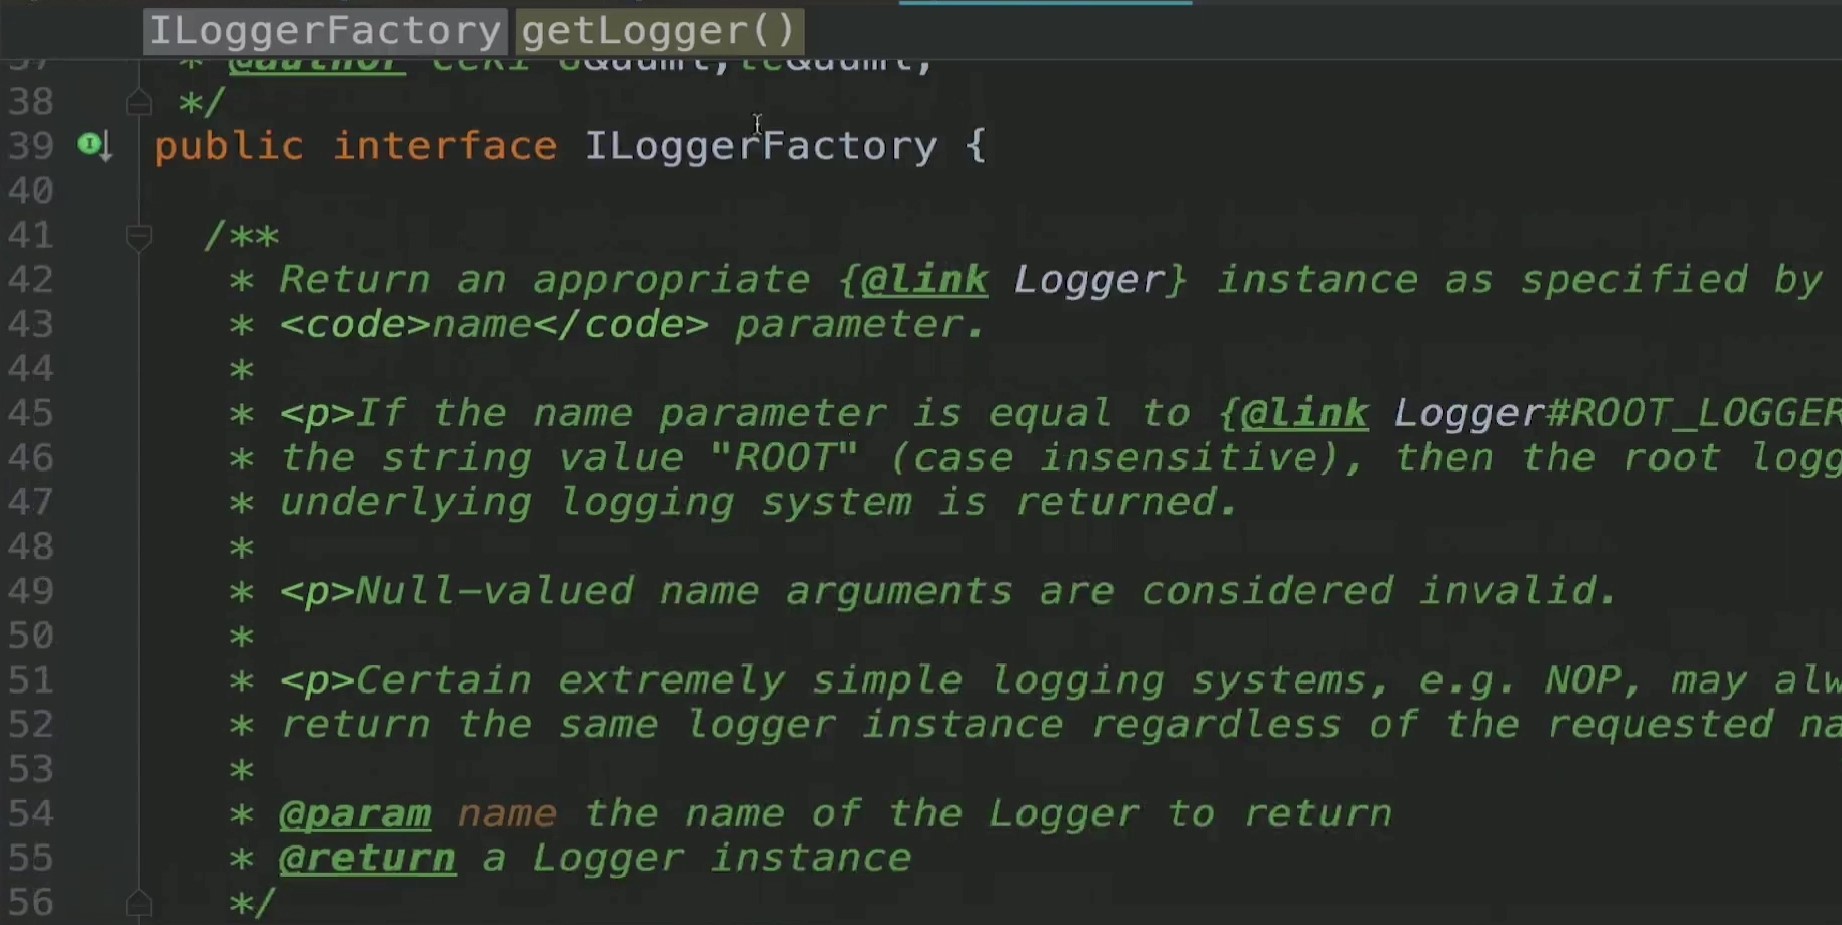 ILoggerFactory getLogger()
37 * @author
38 */
39 public interface ILoggerFactory {
40
41 /**
42 * Return an appropriate {@link Logger} instance as specified by
43 * <code>name</code> parameter.
44 *
45 * <p>If the name parameter is equal to {@link Logger#ROOT_LOGGER
46 * the string value "ROOT" (case insensitive), then the root logg
47 * underlying logging system is returned.
48 *
49 * <p>Null-valued name arguments are considered invalid.
50 *
51 * <p>Certain extremely simple logging systems, e.g. NOP, may alw
52 * return the same logger instance regardless of the requested na
53 *
54 * @param name the name of the Logger to return
55 * @return a Logger instance
56 */